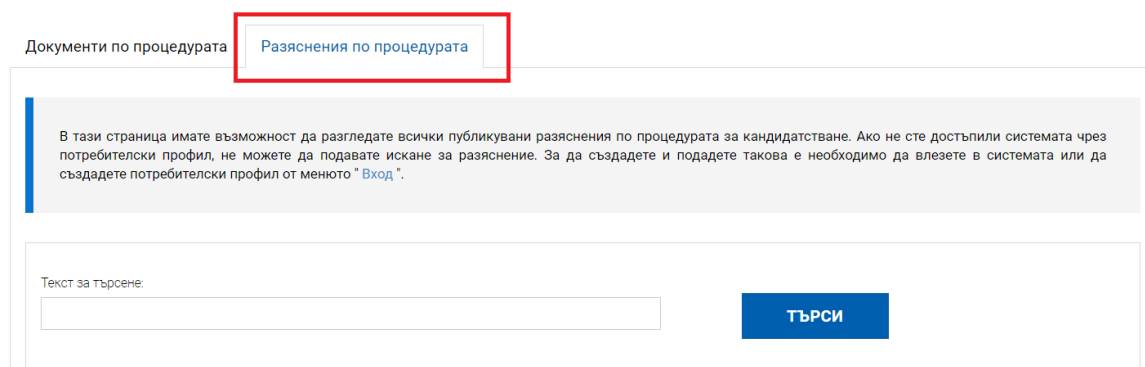 Документи по процедурата
Разяснения по процедурата
В тази страница имате възможност да разгледате всички публикувани разяснения по процедурата за кандидатстване. Ако не сте достъпили системата чрез
потребителски профил, не можете да подавате искане за разяснение. За да създадете и подадете такова е необходимо да влезете в системата или да
създадете потребителски профил от менюто " Вход ".
Текст за търсене:
ТЪРСИ